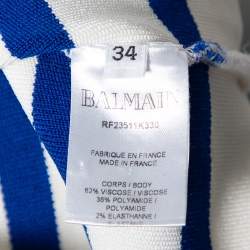 34
BALMAIN
RF23511K330
FABRIQUE EN FRANCE
MADE IN FRANCE
CORPS / BODY
62% VISCOSE / VISCOSE
36% POLYAMIDE /
POLYAMIDE
2% ELASTHANNE /